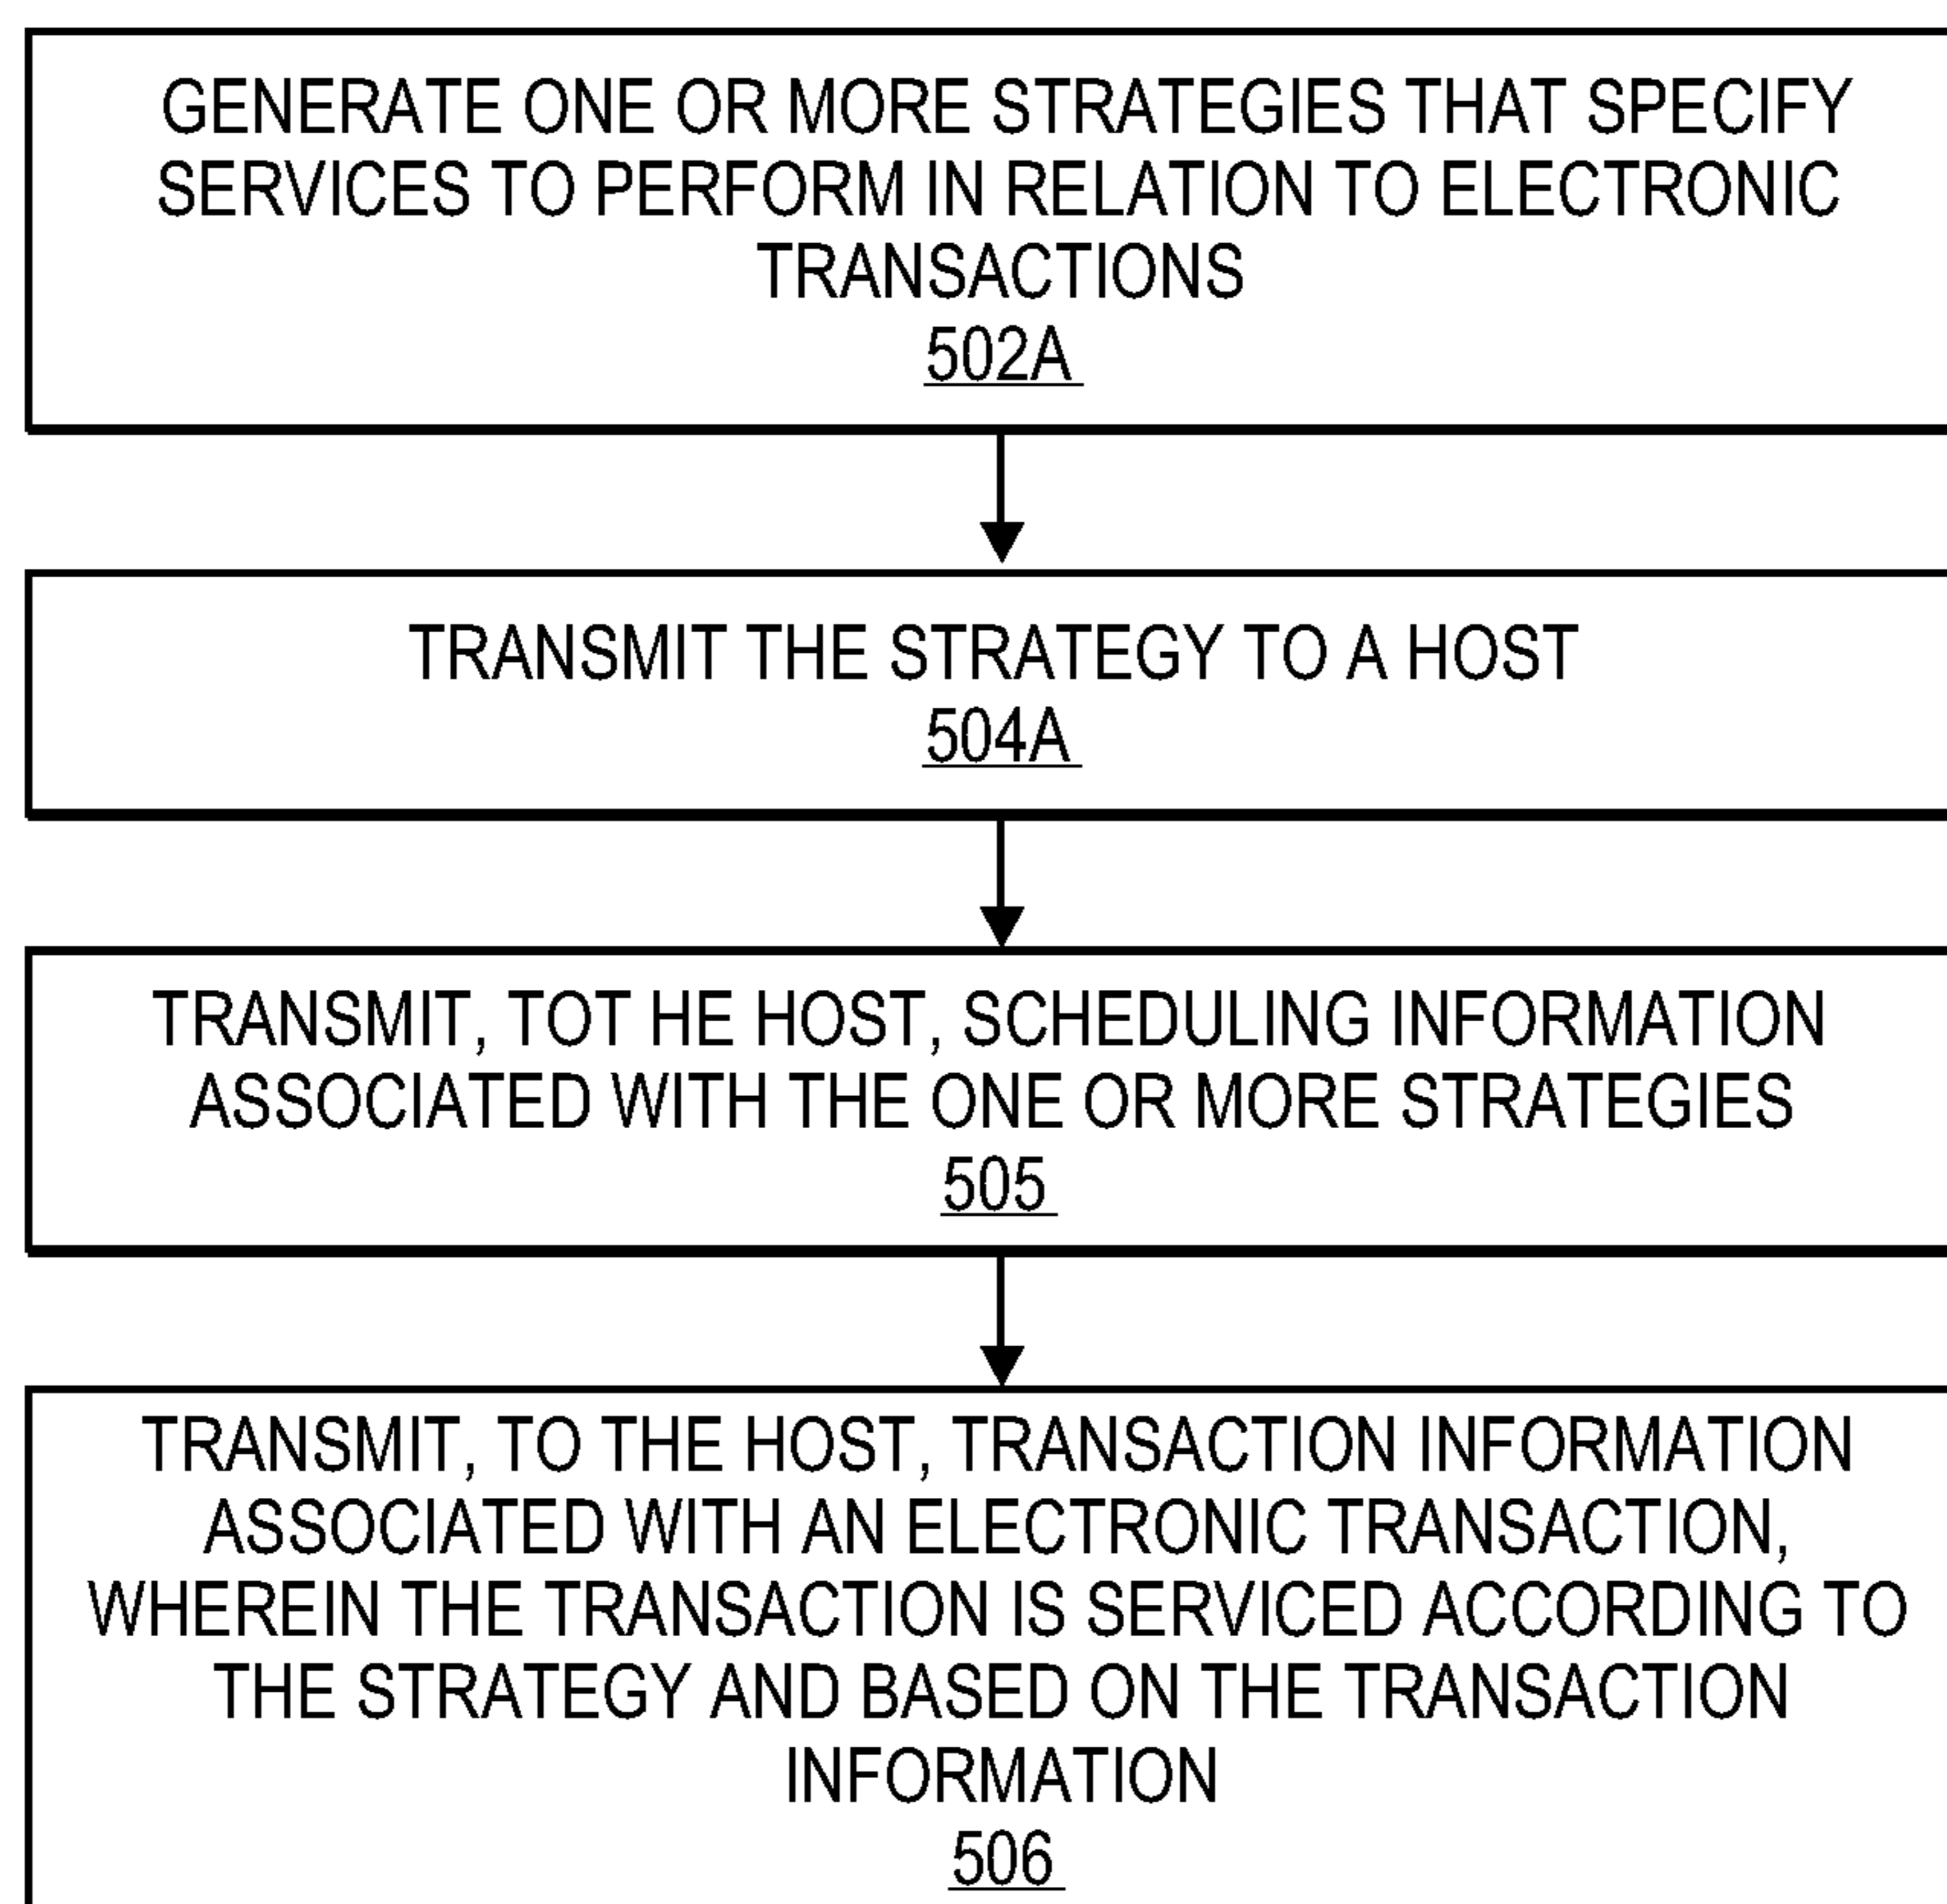 GENERATE ONE OR MORE STRATEGIES THAT SPECIFY
SERVICES TO PERFORM IN RELATION TO ELECTRONIC
TRANSACTIONS
502A
TRANSMIT THE STRATEGY TO A HOST
504A
TRANSMIT, TOT HE HOST, SCHEDULING INFORMATION
ASSOCIATED WITH THE ONE OR MORE STRATEGIES
505
TRANSMIT, TO THE HOST, TRANSACTION INFORMATION
ASSOCIATED WITH AN ELECTRONIC TRANSACTION,
WHEREIN THE TRANSACTION IS SERVICED ACCORDING TO
THE STRATEGY AND BASED ON THE TRANSACTION
INFORMATION
506